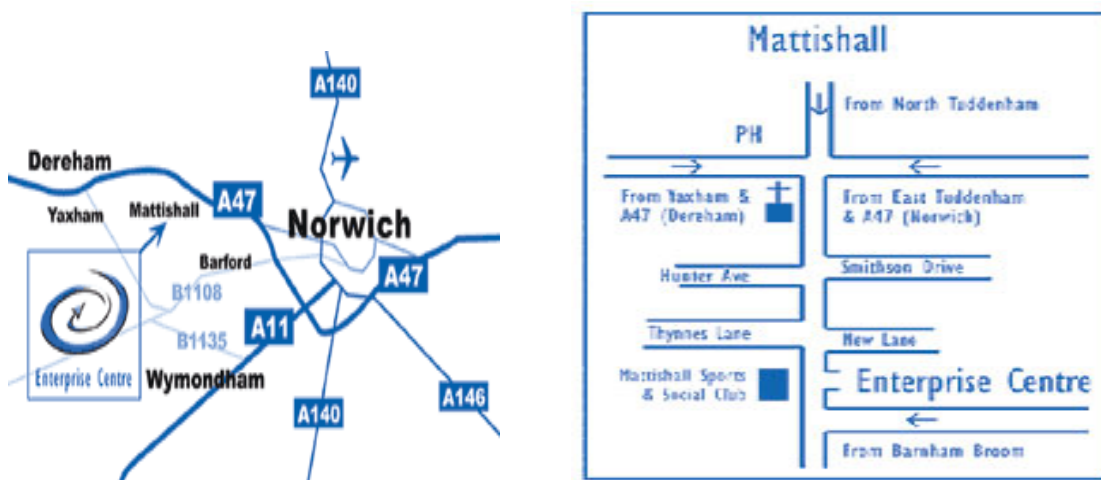 A140
Dereham
Yaxham
Mattishall
A47
Norwich
Barford
A47
B1108
A11
B1135
Enterprise Centre
Wymondham
A140
A146
Mattishall
From North Tuddenham
PH
From Yaxham &
A47 (Dereham)
From East Tuddenham
& A47 (Norwich)
Hunter Ave
Smithson Drive
Thynnes Lane
New Lane
Mattishall Sports
& Social Club
Enterprise Centre
From Barnham Broom